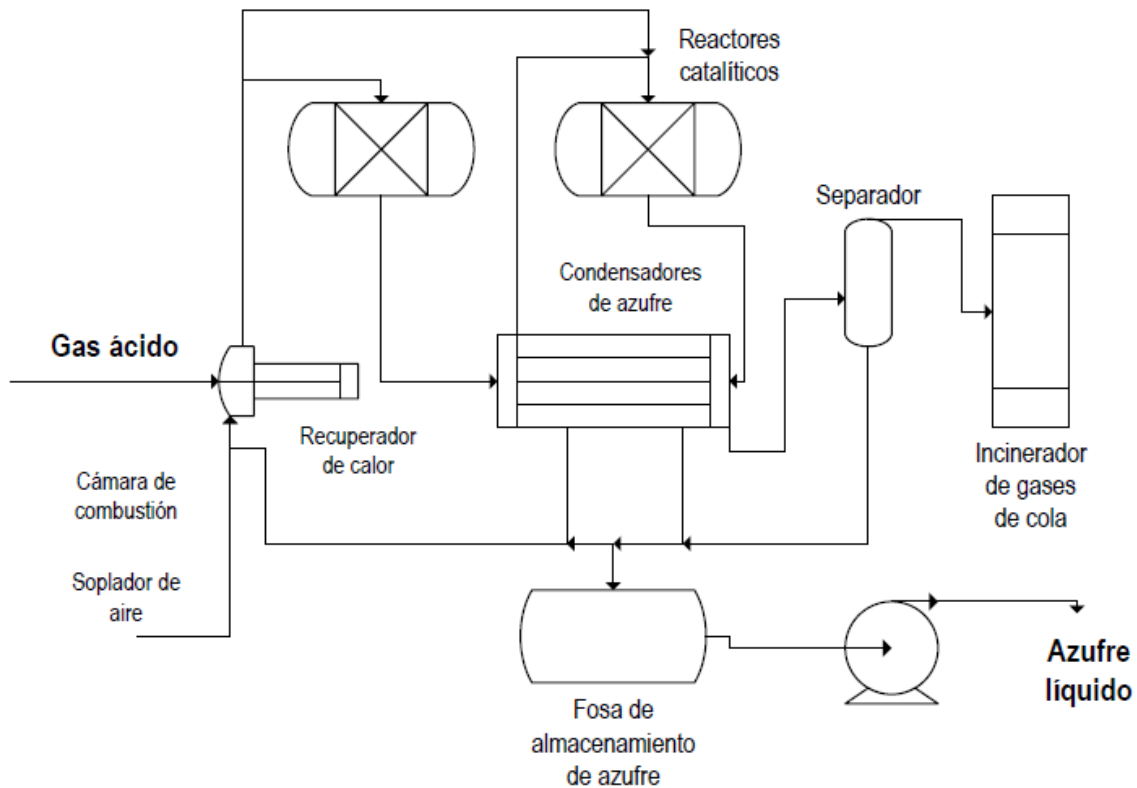 Reactores
catalíticos
Separador
Condensadores
de azufre
Gas ácido
Recuperador
de calor
Cámara de
combustión
Incinerador
de gases
de cola
Soplador de
aire
Azufre
líquido
Fosa de
almacenamiento
de azufre